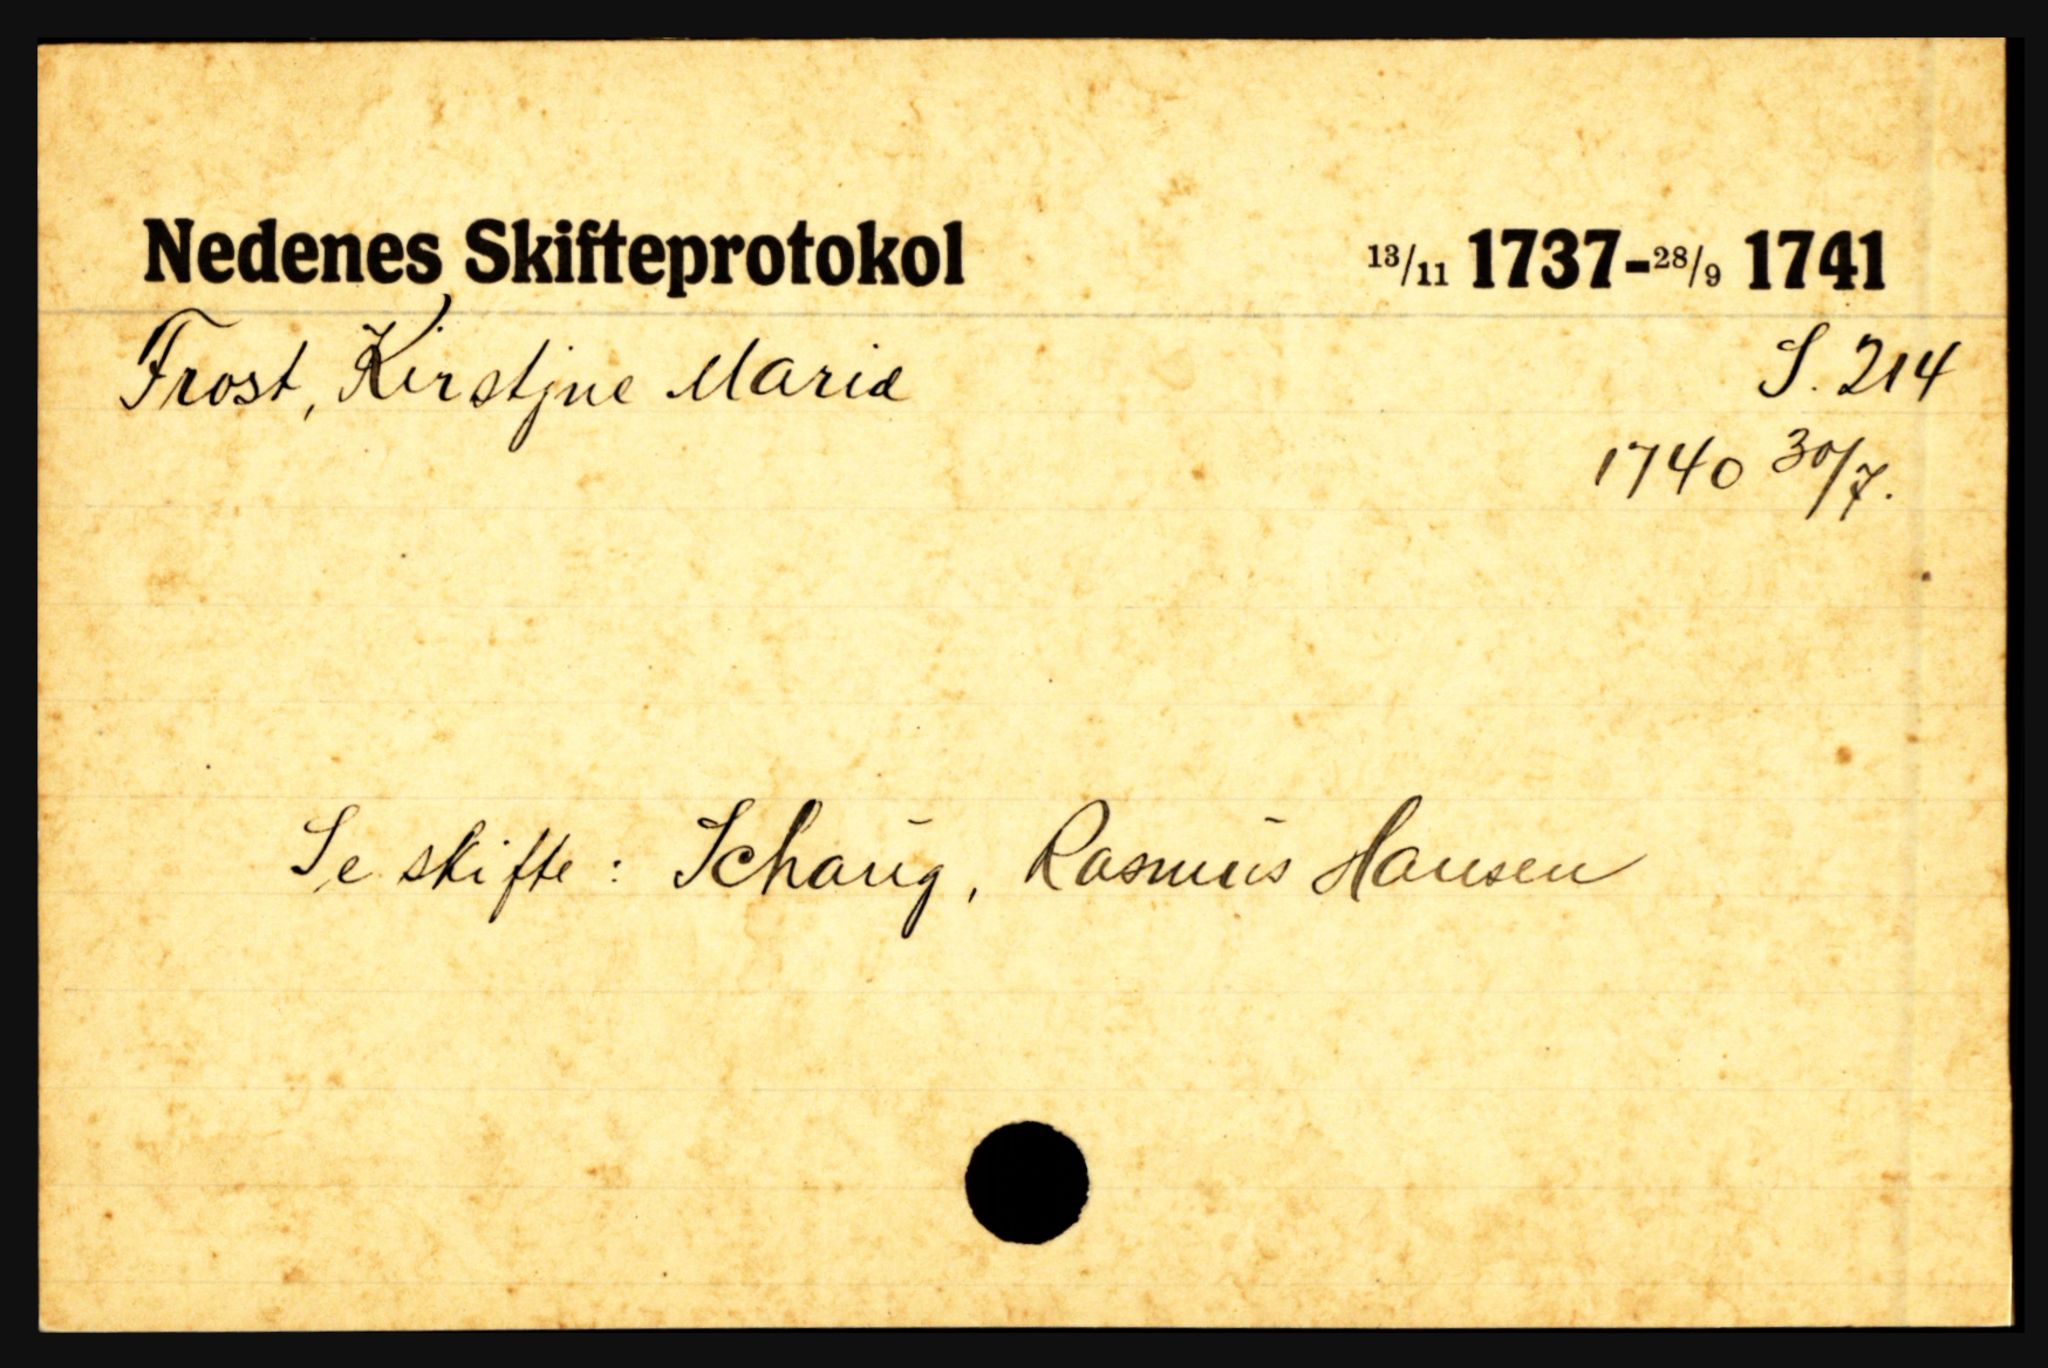 Nedenes Skifteprotokol 13/11 1737-28/9 1741
Frost, Kirstjne Maria S. 214
1740 30/7.
Se skifte: Schaug, Rasmus Hansen